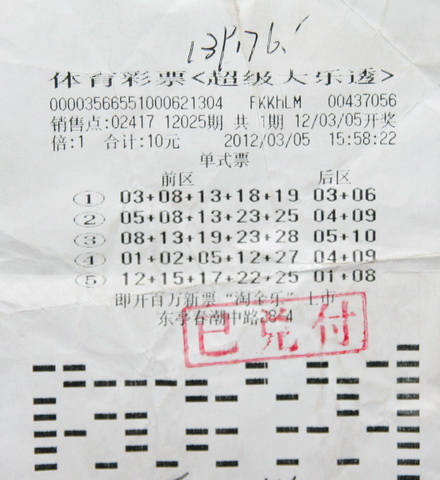 体育彩票<超级大乐透>
00003566551000621304 FKKhLM 00437056
销售点:02417 12025期 共 1期 12/03/05开奖
倍:1 合计:10元 2012/03/05 15:58:22
单式票
前区 后区
① 03+08+13+18+19 03+06
② 05+08+13+23+25 04+09
③ 08+13+19+23+28 05+10
④ 01+02+05+12+27 04+09
⑤ 12+15+17+22+25 01+08
即开百万新票“淘金乐”上市
东亭春潮中路28-4
已兑付